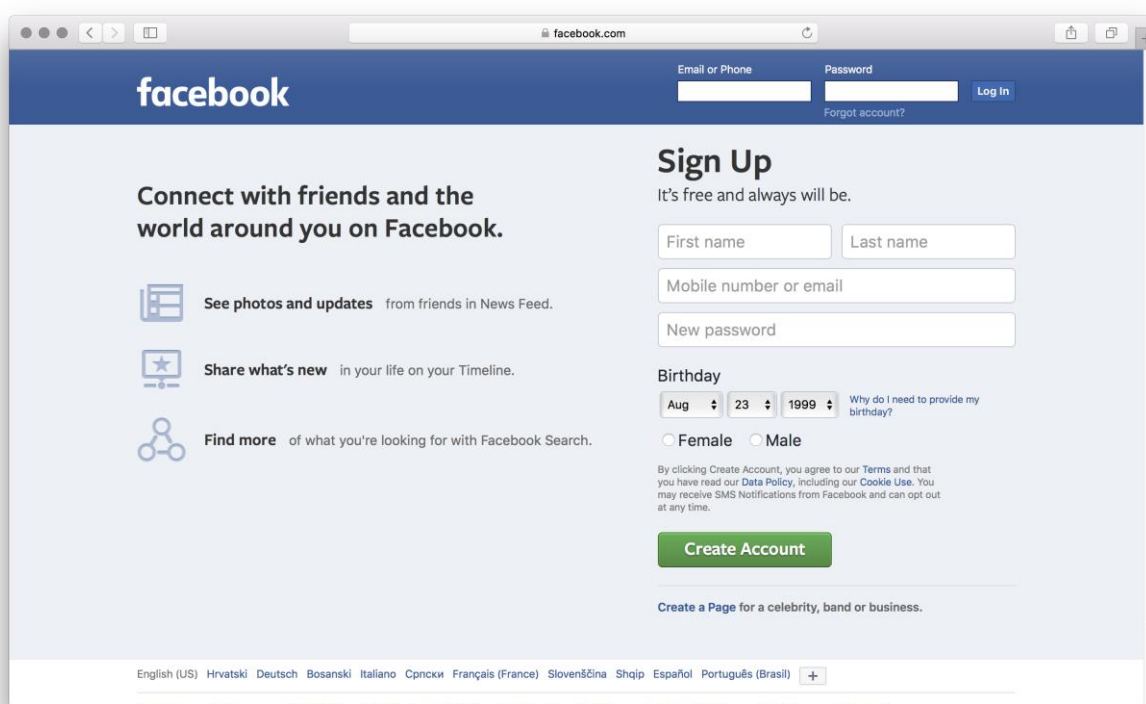 facebook.com
facebook
Email or Phone
Password
Log In
Forgot account?
Connect with friends and the
world around you on Facebook.
See photos and updates from friends in News Feed.
Share what's new in your life on your Timeline.
Find more of what you're looking for with Facebook Search.
Sign Up
It's free and always will be.
First name
Last name
Mobile number or email
New password
Birthday
Aug 23 1999
Why do I need to provide my
birthday?
Female Male
By clicking Create Account, you agree to our Terms and that
you have read our Data Policy, including our Cookie Use. You
may receive SMS Notifications from Facebook and can opt out
at any time.
Create Account
Create a Page for a celebrity, band or business.
English (US) Hrvatski Deutsch Bosanski Italiano Српски Français (France) Slovenščina Shqip Español Português (Brasil) +